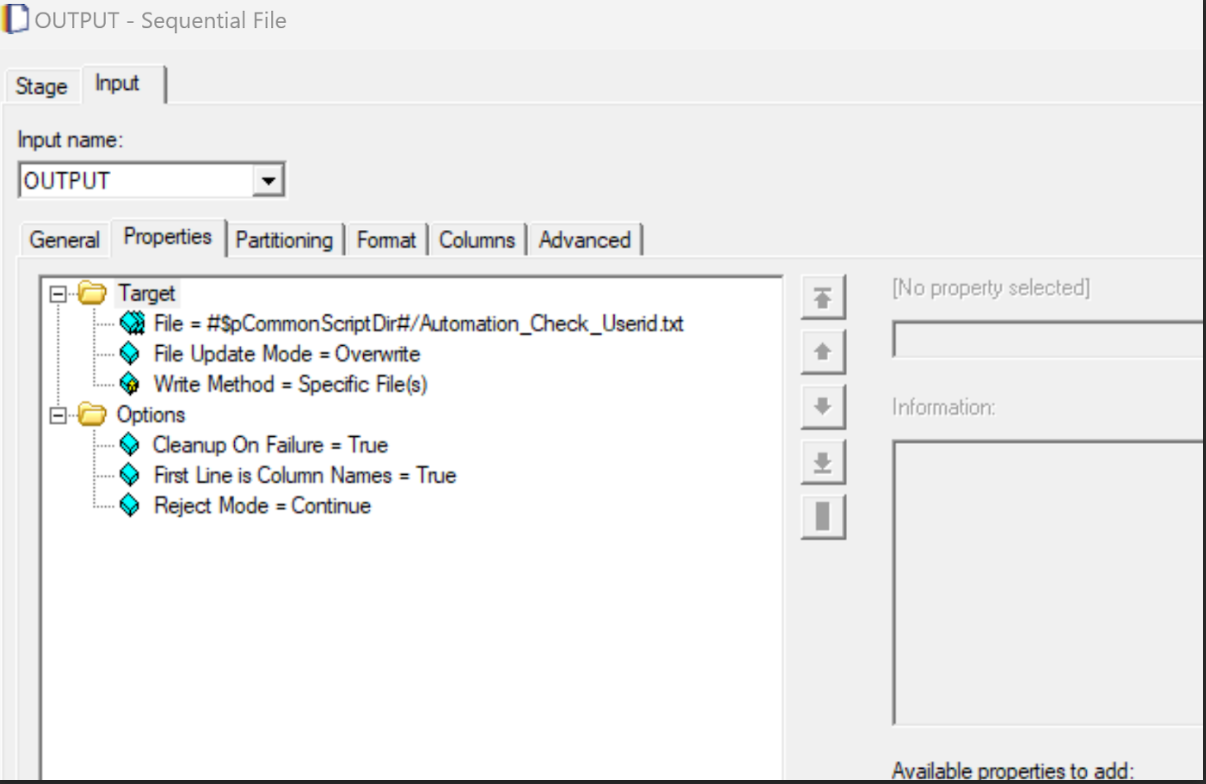 OUTPUT - Sequential File
Stage Input
Input name:
OUTPUT
General Properties Partitioning Format Columns Advanced
Target
File = #$pCommonScriptDir#/Automation_Check_Userid.txt
File Update Mode = Overwrite
Write Method = Specific File(s)
Options
Cleanup On Failure = True
First Line is Column Names = True
Reject Mode = Continue
[No property selected]
Information:
Available properties to add: